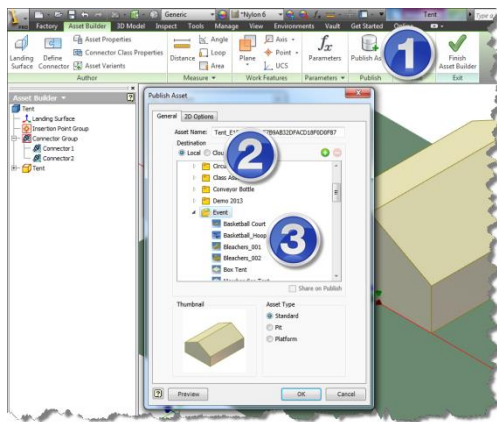 Generic
"Nylon 6
Tent
Type
Factory Asset Builder 3D Model Inspect Tools Manage View Environments Vault Get Started Online
Landing Surface
Define Connector
Asset Properties
Connector Class Properties
Asset Variants
Author
Distance
Angle
Loop
Area
Measure
Plane
Axis
Point
UCS
Work Features
fx
Parameters
Parameters
Publish As
Publish
Finish Asset Builder
Exit
1
Asset Builder
Tent
Landing Surface
Insertion Point Group
Connector Group
Connector1
Connector2
Tent
Publish Asset
General 2D Options
Asset Name:
Destination
Local
2
Class
Conveyor Bottle
Demo 2013
Event
Basketball Court
Basketball_Hoop
Bleachers_001
Bleachers_002
Box Tent
3
Share on Publish
Thumbnail
Asset Type
Standard
Pit
Platform
Preview OK Cancel